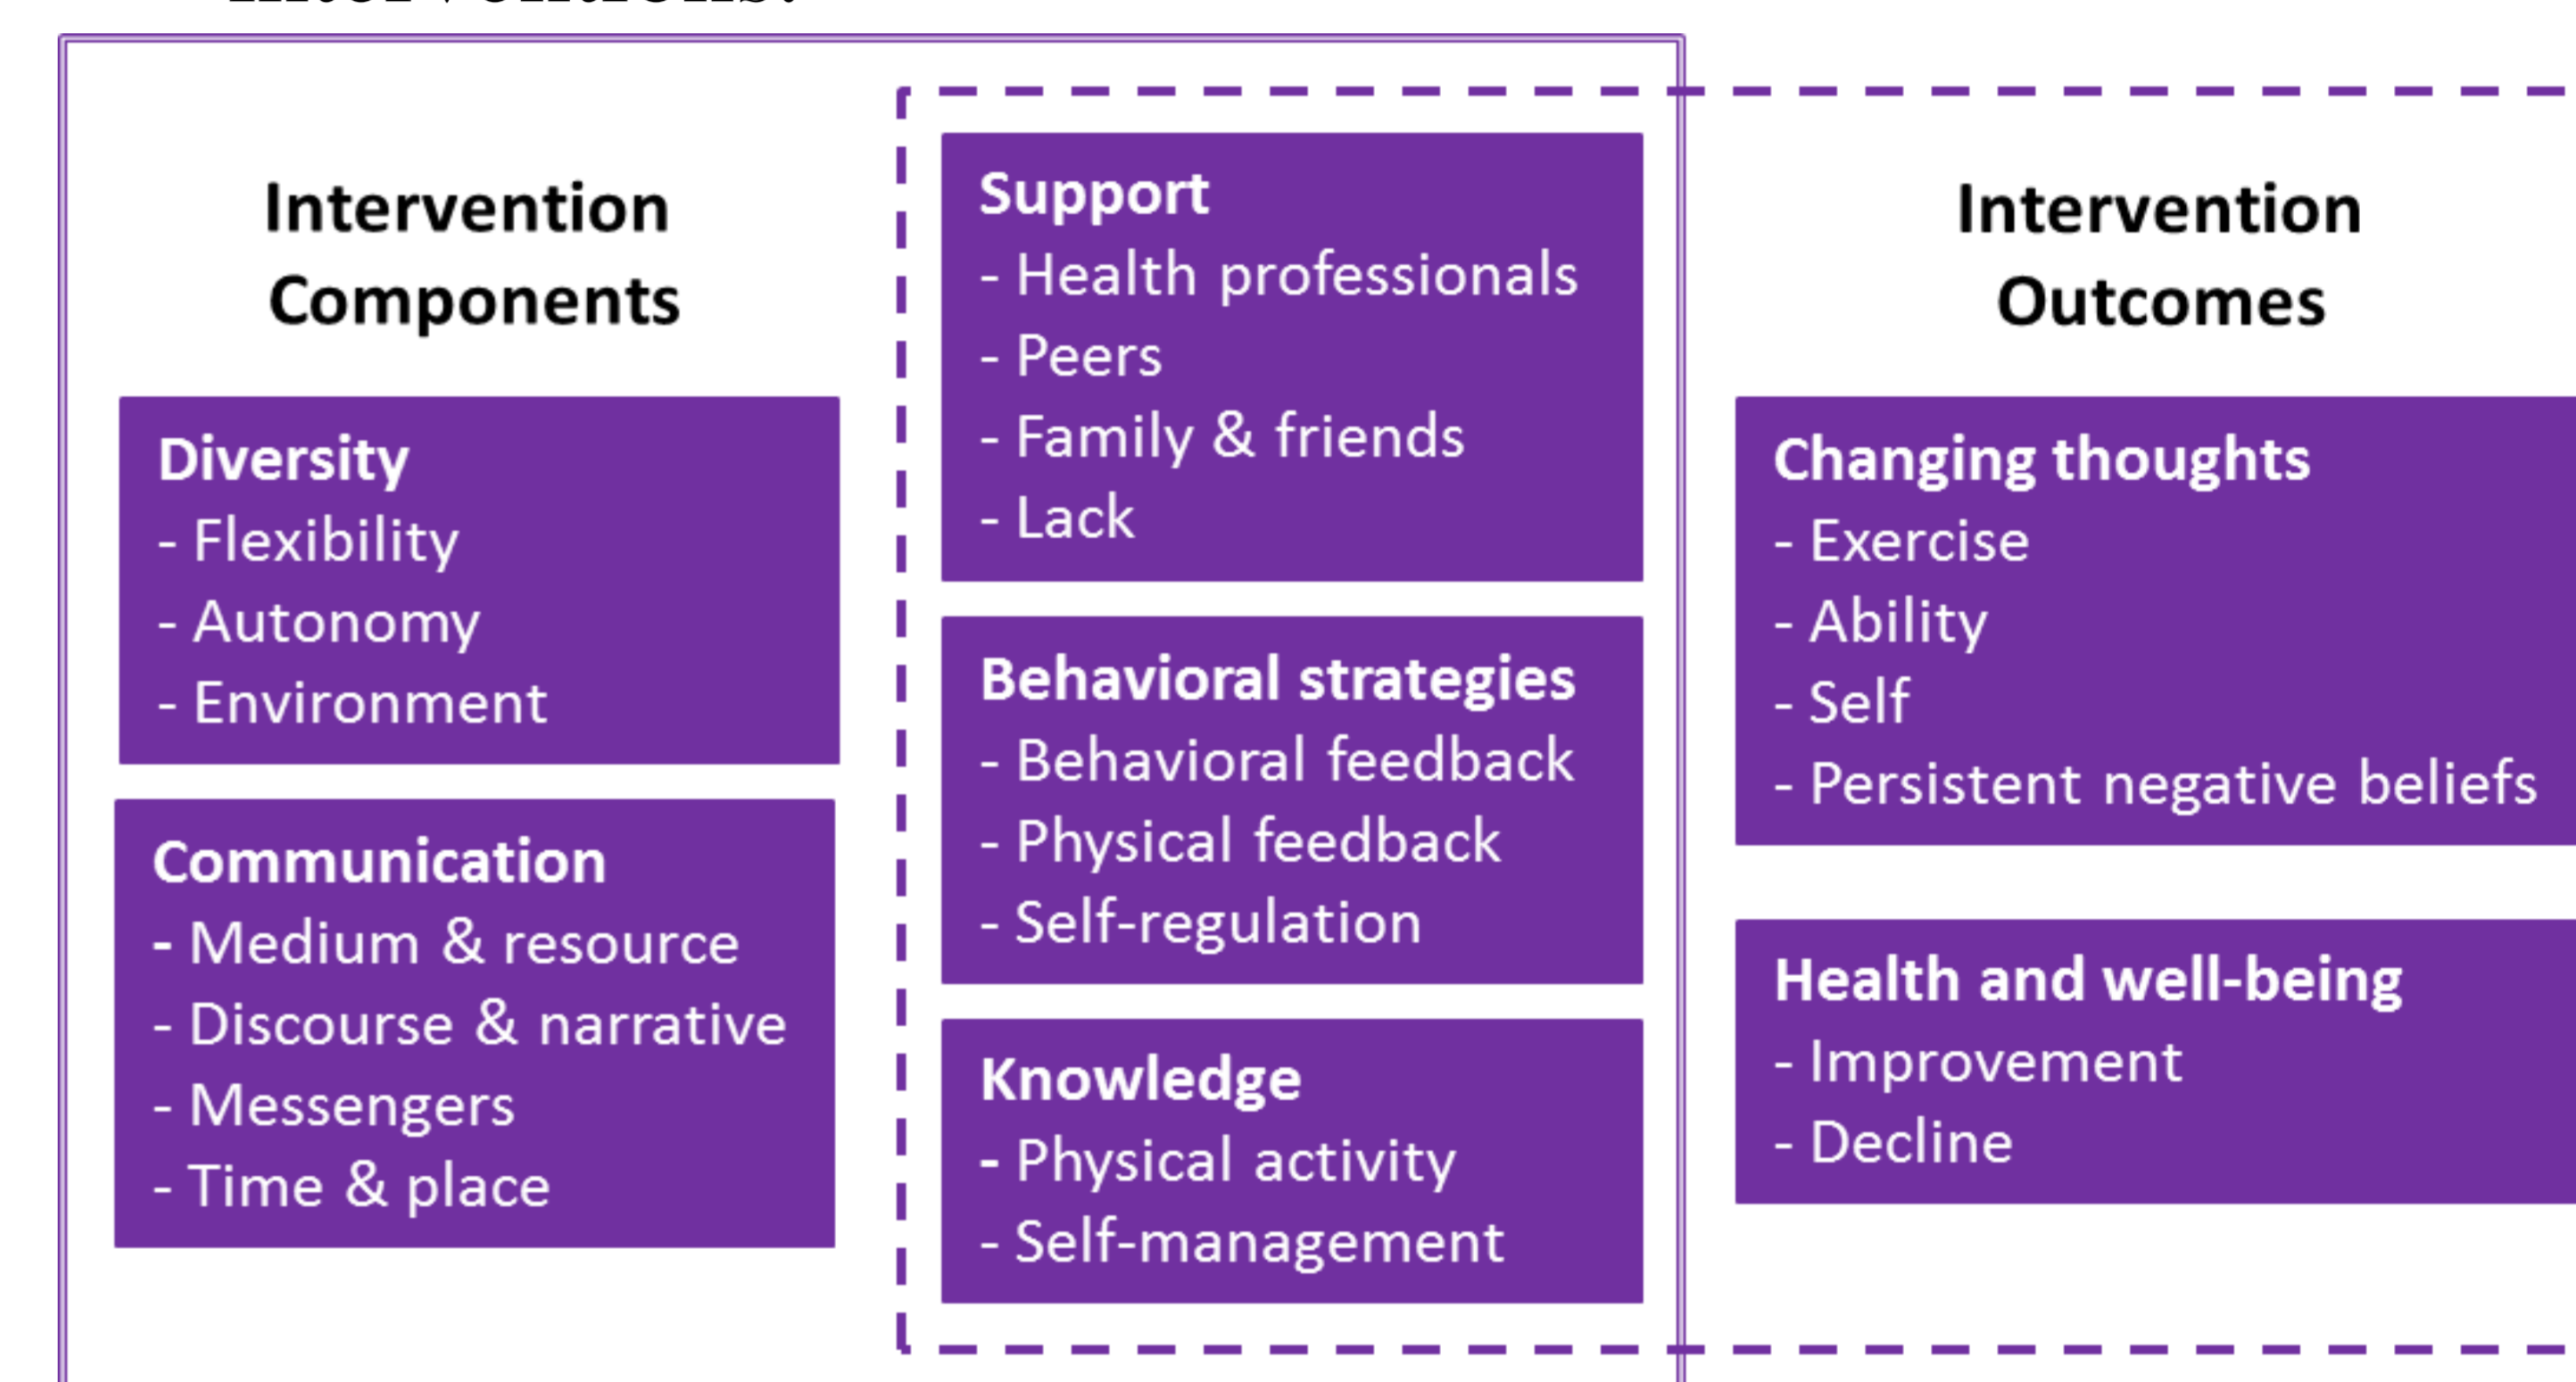 Intervention
Components
Diversity
- Flexibility
- Autonomy
- Environment
Communication
- Medium & resource
- Discourse & narrative
- Messengers
- Time & place
Support
- Health professionals
- Peers
- Family & friends
- Lack
Behavioral strategies
- Behavioral feedback
- Physical feedback
- Self-regulation
Knowledge
- Physical activity
- Self-management
Intervention
Outcomes
Changing thoughts
- Exercise
- Ability
- Self
- Persistent negative beliefs
Health and well-being
- Improvement
- Decline